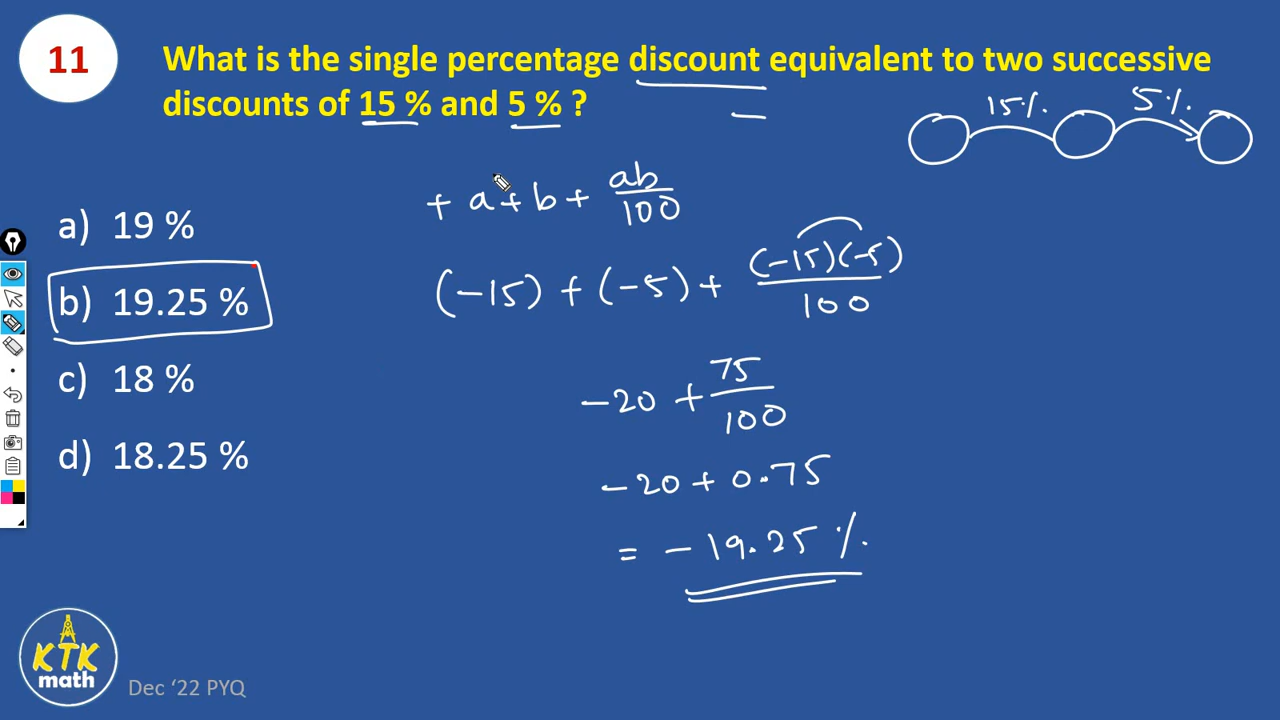 11
What is the single percentage discount equivalent to two successive
discounts of 15 % and 5 % ?
15% 5%
+ a + b + ab/100
a) 19 %
b) 19.25 %
c) 18 %
d) 18.25 %
(-15) + (-5) + (-15)(-5)/100
-20 + 75/100
-20 + 0.75
= -19.25 %
KTK
math
Dec ‘22 PYQ